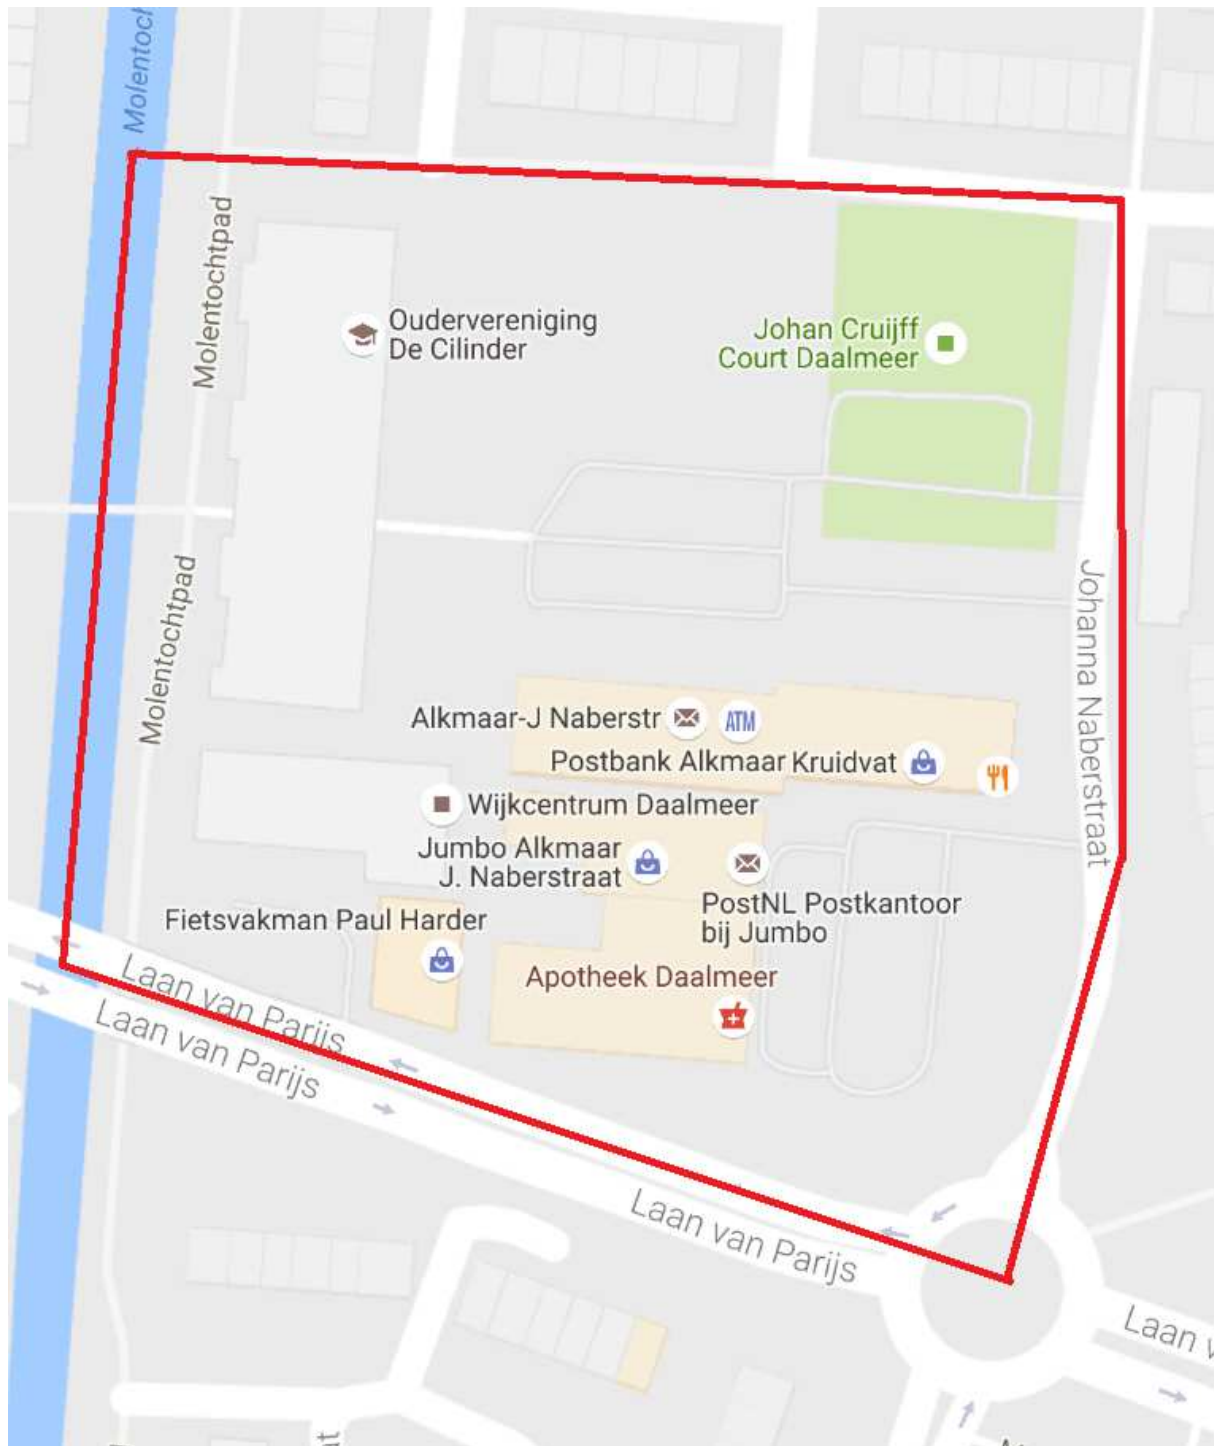 Molentoch
Molentochtpad
Oudervereniging
De Cilinder
Johan Cruijff
Court Daalmeer
Molentochtpad
Johanna Naberstraat
Alkmaar-J Naberstr
ATM
Postbank Alkmaar
Kruidvat
Wijkcentrum Daalmeer
Jumbo Alkmaar
J. Naberstraat
PostNL Postkantoor
bij Jumbo
Fietsvakman Paul Harder
Apotheek Daalmeer
Laan van Parijs
Laan van Parijs
Laan van Parijs
Laan v